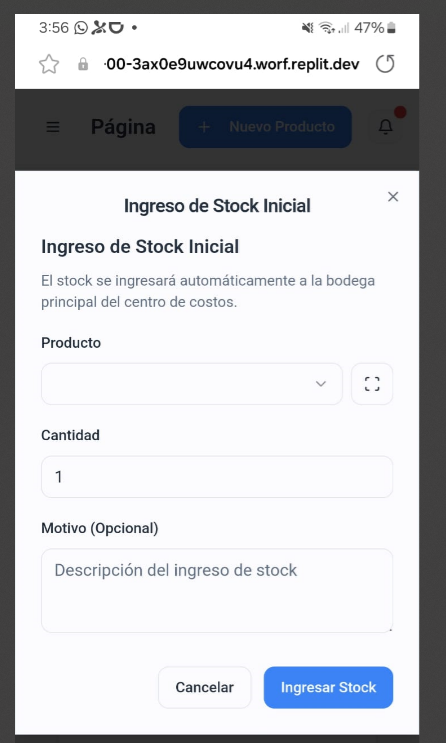 3:56
47%
·00-3ax0e9uwcovu4.worf.replit.dev
Página
+ Nuevo Producto
Ingreso de Stock Inicial
Ingreso de Stock Inicial
El stock se ingresará automáticamente a la bodega
principal del centro de costos.
Producto
Cantidad
1
Motivo (Opcional)
Descripción del ingreso de stock
Cancelar
Ingresar Stock